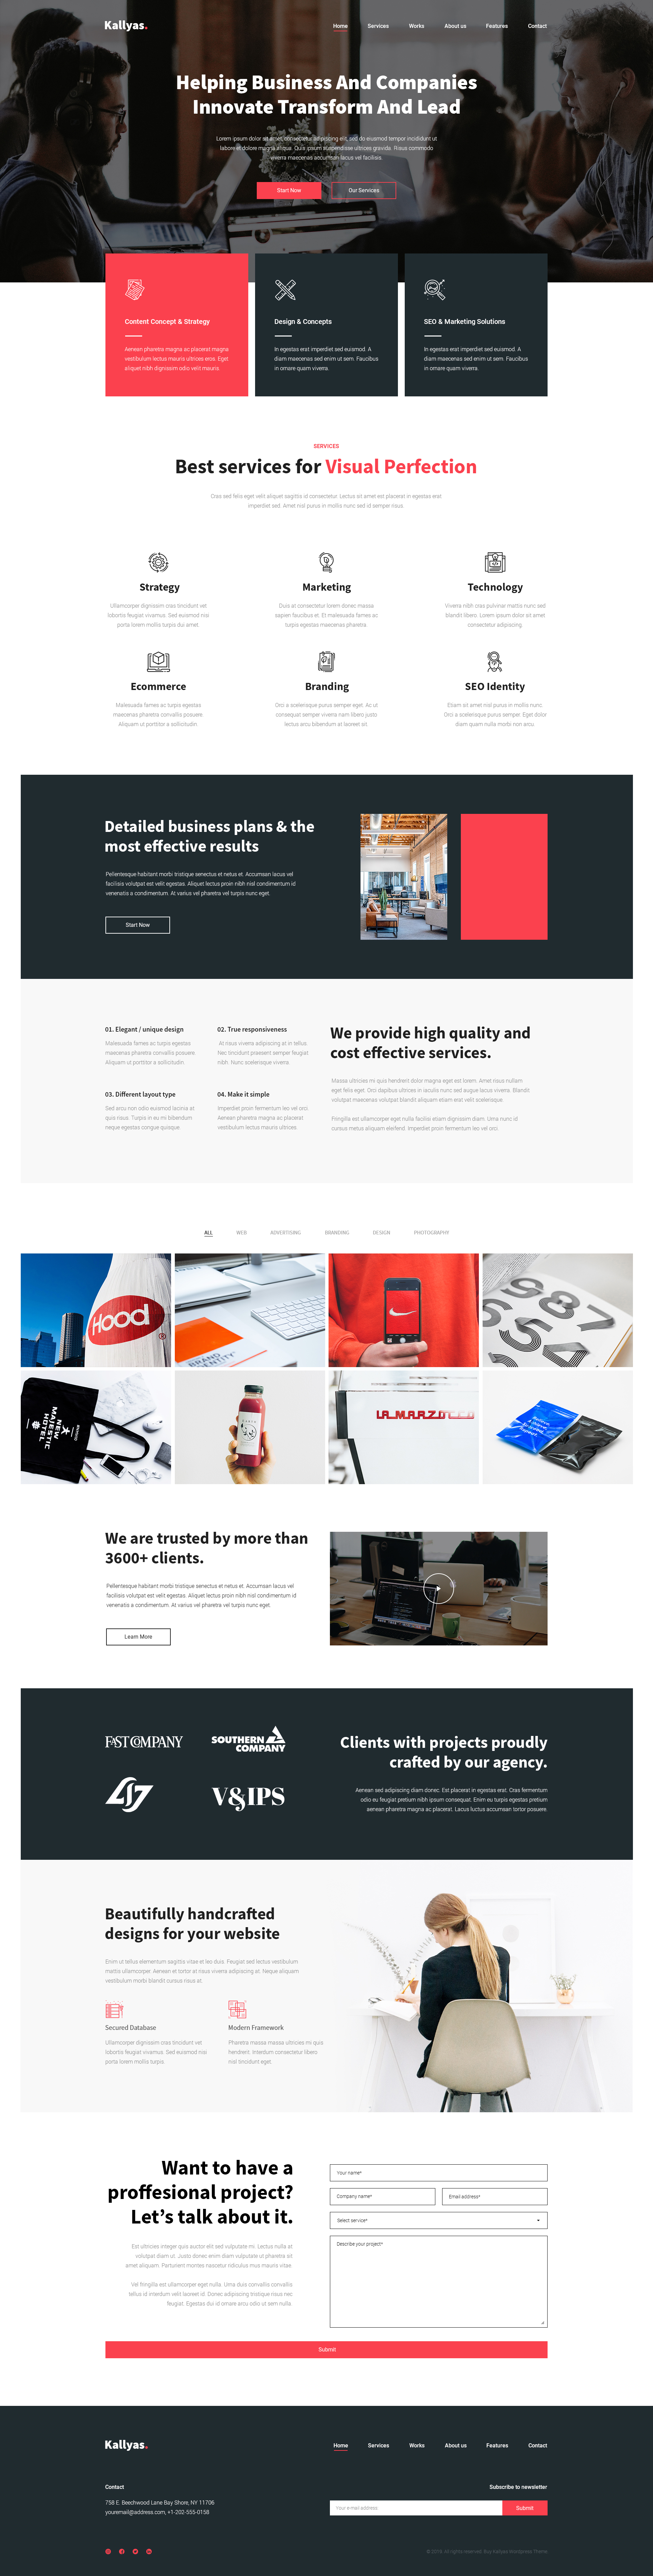 Kallyas.
Home Services Works About us Features Contact
Helping Business And Companies
Innovate Transform And Lead
Lorem ipsum dolor sit amet, consectetur adipiscing elit, sed do eiusmod tempor incididunt ut
labore et dolore magna aliqua. Quis ipsum suspendisse ultrices gravida. Risus commodo
viverra maecenas accumsan lacus vel facilisis.
Start Now
Our Services
Content Concept & Strategy
Aenean pharetra magna ac placerat magna
vestibulum lectus mauris ultrices eros. Eget
aliquet nibh dignissim odio velit mauris.
Design & Concepts
In egestas erat imperdiet sed euismod. A
diam maecenas sed enim ut sem. Faucibus
in ornare quam viverra.
SEO & Marketing Solutions
In egestas erat imperdiet sed euismod. A
diam maecenas sed enim ut sem. Faucibus
in ornare quam viverra.
SERVICES
Best services for Visual Perfection
Cras sed felis eget velit aliquet sagittis id consectetur. Lectus sit amet est placerat in egestas erat
imperdiet sed. Amet nisl purus in mollis nunc sed id semper risus.
Strategy
Ullamcorper dignissim cras tincidunt vet
lobortis feugiat vivamus. Sed euismod nisi
porta lorem mollis turpis dui amet.
Marketing
Duis at consectetur lorem donec massa
sapien faucibus et. Et malesuada fames ac
turpis egestas maecenas pharetra.
Technology
Viverra nibh cras pulvinar mattis nunc sed
blandit libero. Lorem ipsum dolor sit amet
consectetur adipiscing.
Ecommerce
Malesuada fames ac turpis egestas
maecenas pharetra convallis posuere.
Aliquam ut porttitor a sollicitudin.
Branding
Orci a scelerisque purus semper eget. Ac ut
consequat semper viverra nam libero justo
lectus arcu bibendum at laoreet sit.
SEO Identity
Etiam sit amet nisl purus in mollis nunc.
Orci a scelerisque purus semper. Eget dolor
diam quam nulla morbi non arcu.
Detailed business plans & the
most effective results
Pellentesque habitant morbi tristique senectus et netus et. Accumsan lacus vel
facilisis volutpat est velit egestas. Aliquet lectus proin nibh nisl condimentum id
venenatis a condimentum. At varius vel pharetra vel turpis nunc eget.
Start Now
01. Elegant / unique design
Malesuada fames ac turpis egestas
maecenas pharetra convallis posuere.
Aliquam ut porttitor a sollicitudin.
02. True responsiveness
At risus viverra adipiscing at in tellus.
Nec tincidunt praesent semper feugiat
nibh. Nunc scelerisque viverra.
03. Different layout type
Sed arcu non odio euismod lacinia at
quis risus. Turpis in eu mi bibendum
neque egestas congue quisque.
04. Make it simple
Imperdiet proin fermentum leo vel orci.
Aenean pharetra magna ac placerat
vestibulum lectus mauris ultrices.
We provide high quality and
cost effective services.
Massa ultricies mi quis hendrerit dolor magna eget est lorem. Amet risus nullam
eget felis eget. Orci dapibus ultrices in iaculis nunc sed augue lacus viverra. Blandit
volutpat maecenas volutpat blandit aliquam etiam erat velit scelerisque.
Fringilla est ullamcorper eget nulla facilisi etiam dignissim diam. Urna nunc id
cursus metus aliquam eleifend. Imperdiet proin fermentum leo vel orci.
ALL WEB ADVERTISING BRANDING DESIGN PHOTOGRAPHY
Hood
BRAND
IDENTITY
987
654
NEW
MAJESTIC
HOTEL
LA MARZOCCO
We are trusted by more than
3600+ clients.
Pellentesque habitant morbi tristique senectus et netus et. Accumsan lacus vel
facilisis volutpat est velit egestas. Aliquet lectus proin nibh nisl condimentum id
venenatis a condimentum. At varius vel pharetra vel turpis nunc eget.
Learn More
FAST COMPANY
SOUTHERN
COMPANY
V&IPS
Clients with projects proudly
crafted by our agency.
Aenean sed adipiscing diam donec. Est placerat in egestas erat. Cras fermentum
odio eu feugiat pretium nibh ipsum consequat. Enim eu turpis egestas pretium
aenean pharetra magna ac placerat. Lacus luctus accumsan tortor posuere.
Beautifully handcrafted
designs for your website
Enim ut tellus elementum sagittis vitae et leo duis. Feugiat sed lectus vestibulum
mattis ullamcorper. Aenean et tortor at risus viverra adipiscing at. Neque aliquam
vestibulum morbi blandit cursus risus at.
Secured Database
Ullamcorper dignissim cras tincidunt vet
lobortis feugiat vivamus. Sed euismod nisi
porta lorem mollis turpis.
Modern Framework
Pharetra massa massa ultricies mi quis
hendrerit. Interdum consectetur libero
nisl tincidunt eget.
Want to have a
proffesional project?
Let's talk about it.
Est ultricies integer quis auctor elit sed vulputate mi. Lectus nulla at
volutpat diam ut. Justo donec enim diam vulputate ut pharetra sit
amet aliquam. Parturient montes nascetur ridiculus mus mauris vitae.
Vel fringilla est ullamcorper eget nulla. Urna duis convallis convallis
tellus id interdum velit laoreet id. Donec adipiscing tristique risus nec
feugiat. Egestas dui id ornare arcu odio ut sem nulla.
Your name*
Company name*
Email address*
Select service*
Describe your project*
Submit
Kallyas.
Home Services Works About us Features Contact
Contact
758 E. Beechwood Lane Bay Shore, NY 11706
youremail@address.com, +1-202-555-0158
Subscribe to newsletter
Your e-mail address
Submit
© 2019. All rights reserved. Buy Kallyas Wordpress Theme.